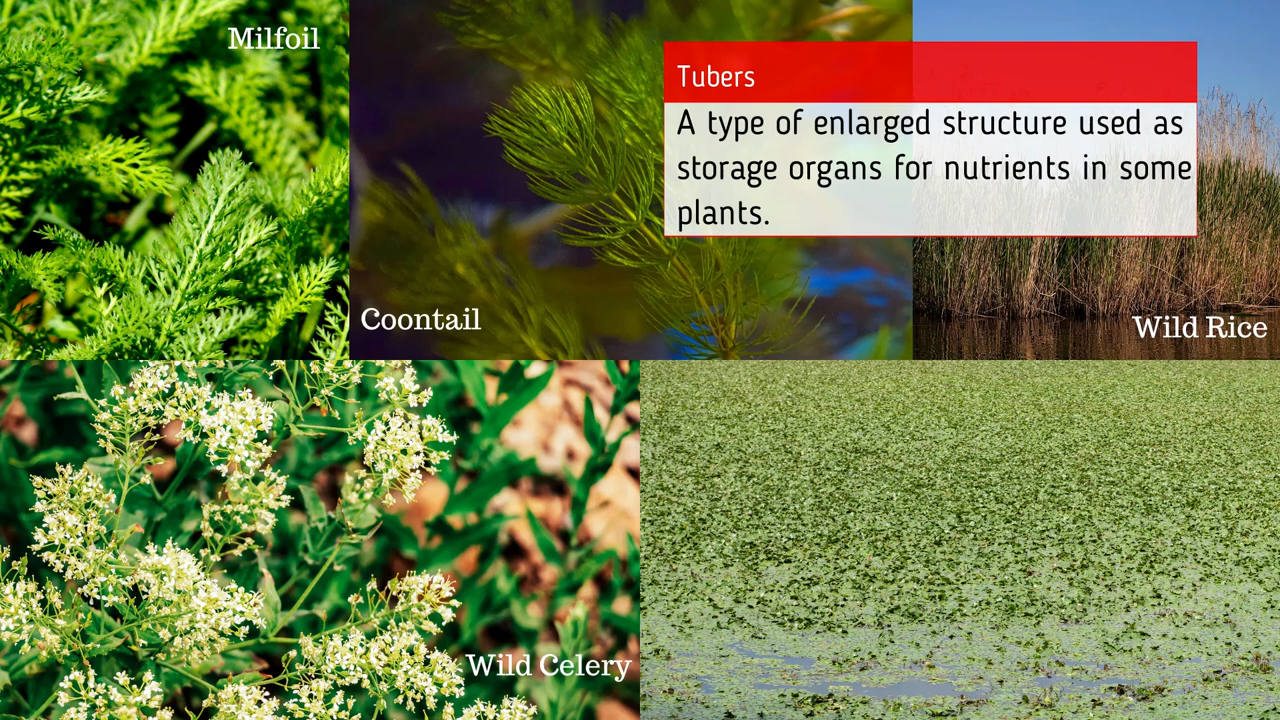 Milfoil
Tubers
A type of enlarged structure used as
storage organs for nutrients in some
plants.
Coontail
Wild Rice
Wild Celery